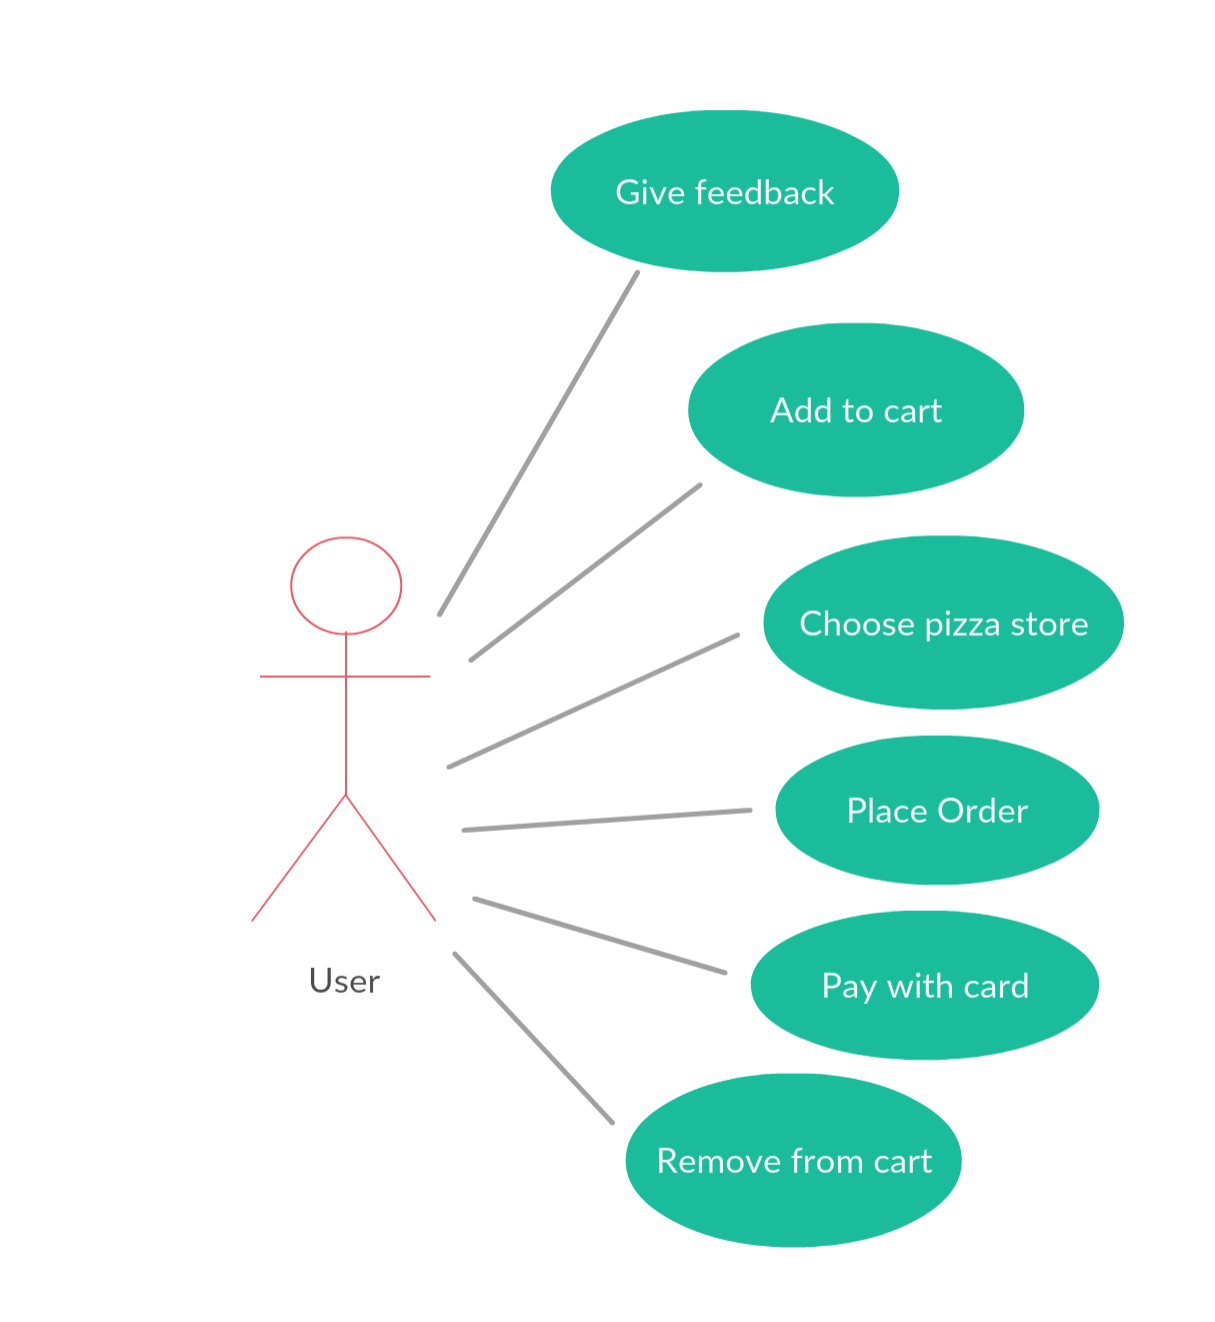 Give feedback
Add to cart
Choose pizza store
Place Order
Pay with card
User
Remove from cart